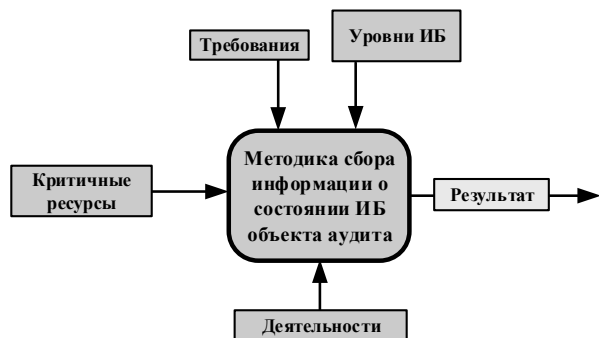 Требования
Уровни ИБ
Критичные
ресурсы
Методика сбора
информации о
состоянии ИБ
объекта аудита
Результат
Деятельности